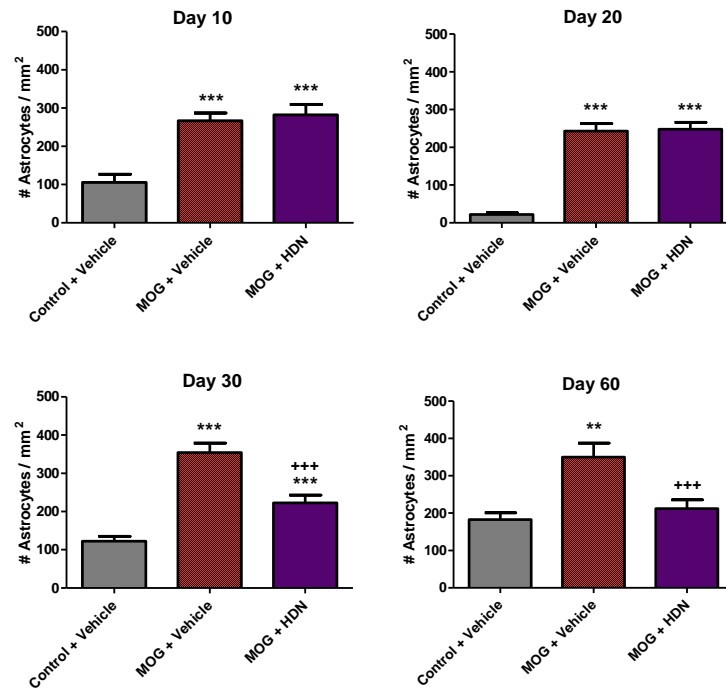 Day 10
# Astrocytes / mm²
500
400
300
200
100
0
***
***
Control + Vehicle
MOG + Vehicle
MOG + HDN
Day 20
# Astrocytes / mm²
500
400
300
200
100
0
***
***
Control + Vehicle
MOG + Vehicle
MOG + HDN
Day 30
# Astrocytes / mm²
500
400
300
200
100
0
***
+++
***
Control + Vehicle
MOG + Vehicle
MOG + HDN
Day 60
# Astrocytes / mm²
500
400
300
200
100
0
**
+++
Control + Vehicle
MOG + Vehicle
MOG + HDN